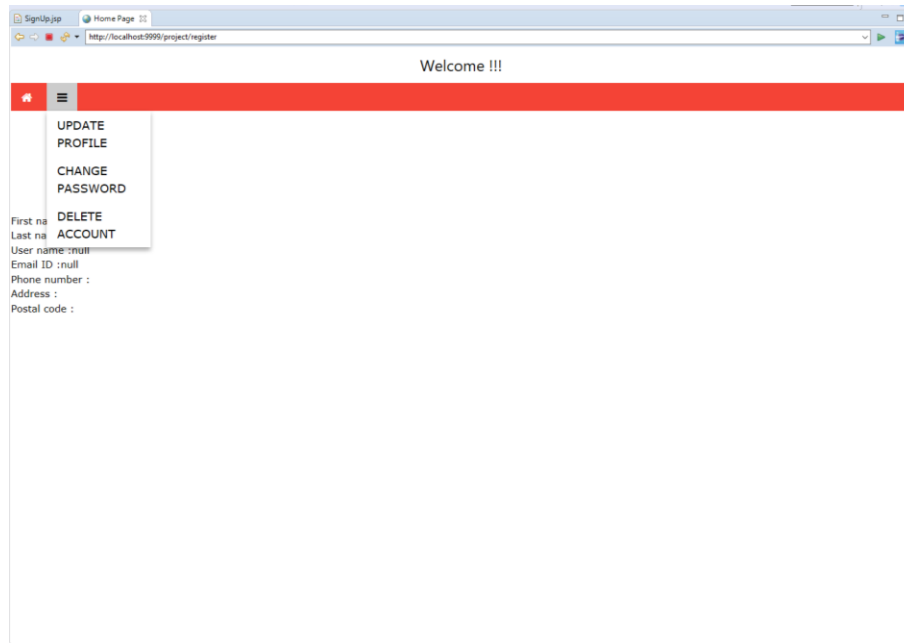 SignUp.jsp Home Page
http://localhost:9999/project/register
Welcome !!!
UPDATE
PROFILE
CHANGE
PASSWORD
DELETE
ACCOUNT
First na
Last na
User name :null
Email ID :null
Phone number :
Address :
Postal code :